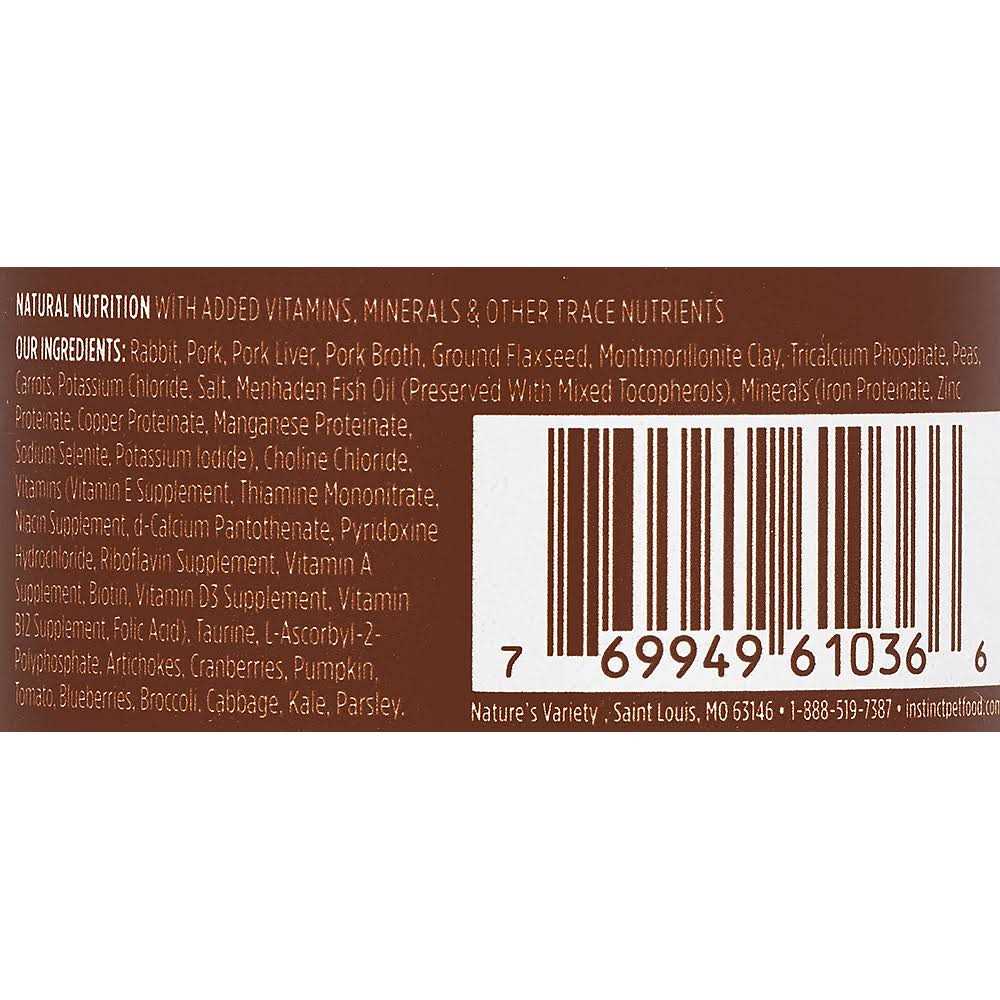 NATURAL NUTRITION WITH ADDED VITAMINS, MINERALS & OTHER TRACE NUTRIENTS
OUR INGREDIENTS: Rabbit, Pork, Pork Liver, Pork Broth, Ground Flaxseed, Montmorillonite Clay, Tricalcium Phosphate, Peas,
Carrots, Potassium Chloride, Salt, Menhaden Fish Oil (Preserved With Mixed Tocopherols), Minerals (Iron Proteinate, Zinc
Proteinate, Copper Proteinate, Manganese Proteinate,
Sodium Selenite, Potassium Iodide), Choline Chloride,
Vitamins (Vitamin E Supplement, Thiamine Mononitrate,
Niacin Supplement, d-Calcium Pantothenate, Pyridoxine
Hydrochloride, Riboflavin Supplement, Vitamin A
Supplement, Biotin, Vitamin D3 Supplement, Vitamin
B12 Supplement, Folic Acid), Taurine, L-Ascorbyl-2-
Polyphosphate, Artichokes, Cranberries, Pumpkin,
Tomato, Blueberries, Broccoli, Cabbage, Kale, Parsley.
7 69949 61036 6
Nature's Variety, Saint Louis, MO 63146 • 1-888-519-7387 • instinctpetfood.com